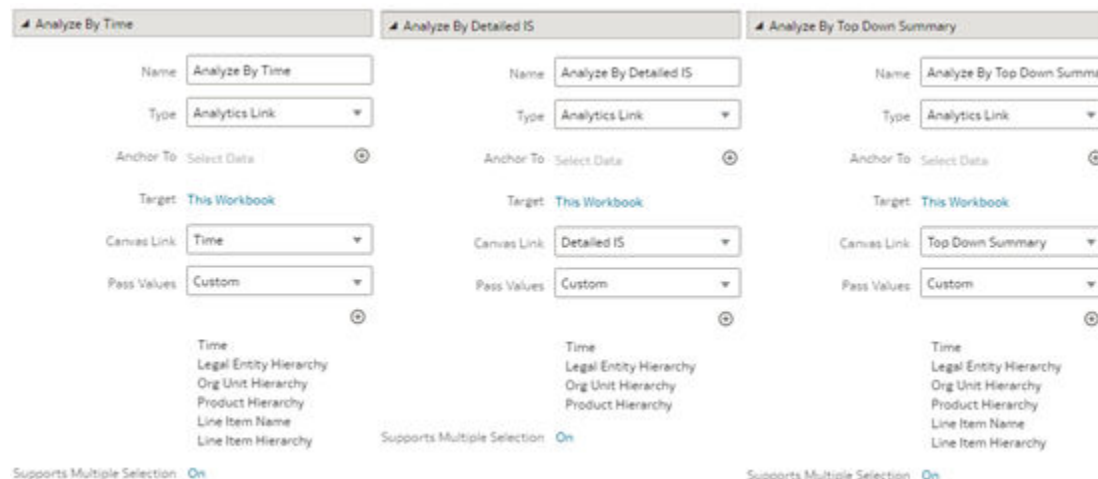 Analyze By Time
Name Analyze By Time
Type Analytics Link
Anchor To Select Data
Target This Workbook
Canvas Link Time
Pass Values Custom
Time
Legal Entity Hierarchy
Org Unit Hierarchy
Product Hierarchy
Line Item Name
Line Item Hierarchy
Supports Multiple Selection On
Analyze By Detailed IS
Name Analyze By Detailed IS
Type Analytics Link
Anchor To Select Data
Target This Workbook
Canvas Link Detailed IS
Pass Values Custom
Time
Legal Entity Hierarchy
Org Unit Hierarchy
Product Hierarchy
Supports Multiple Selection On
Analyze By Top Down Summary
Name Analyze By Top Down Summa
Type Analytics Link
Anchor To Select Data
Target This Workbook
Canvas Link Top Down Summary
Pass Values Custom
Time
Legal Entity Hierarchy
Org Unit Hierarchy
Product Hierarchy
Line Item Name
Line Item Hierarchy
Supports Multiple Selection On